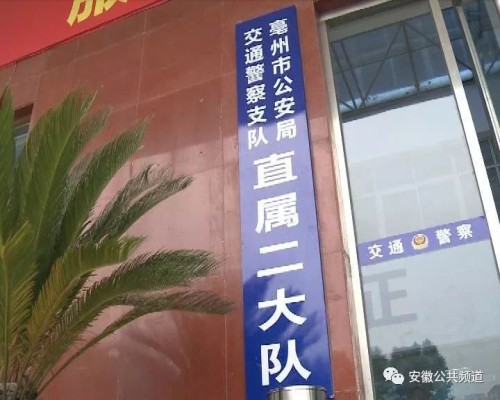 亳州市公安局
交通警察支队
直属二大队
交通 警察
正
安徽公共频道